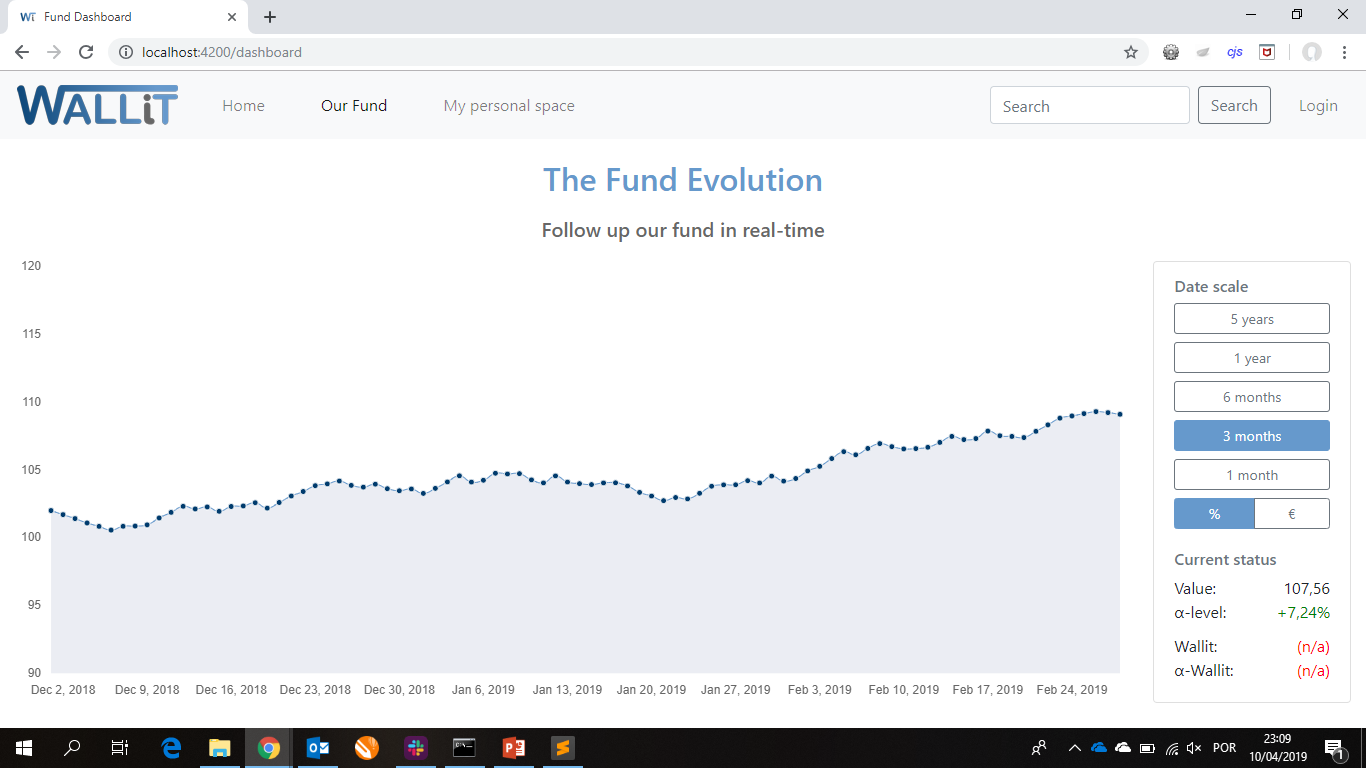 WT Fund Dashboard
localhost:4200/dashboard
cjs
WALLiT Home Our Fund My personal space Search Search Login
The Fund Evolution
Follow up our fund in real-time
120
115
110
105
100
95
90
Dec 2, 2018 Dec 9, 2018 Dec 16, 2018 Dec 23, 2018 Dec 30, 2018 Jan 6, 2019 Jan 13, 2019 Jan 20, 2019 Jan 27, 2019 Feb 3, 2019 Feb 10, 2019 Feb 17, 2019 Feb 24, 2019
Date scale
5 years
1 year
6 months
3 months
1 month
% €
Current status
Value: 107,56
α-level: +7,24%
Wallit: (n/a)
α-Wallit: (n/a)
POR
23:09
10/04/2019
1